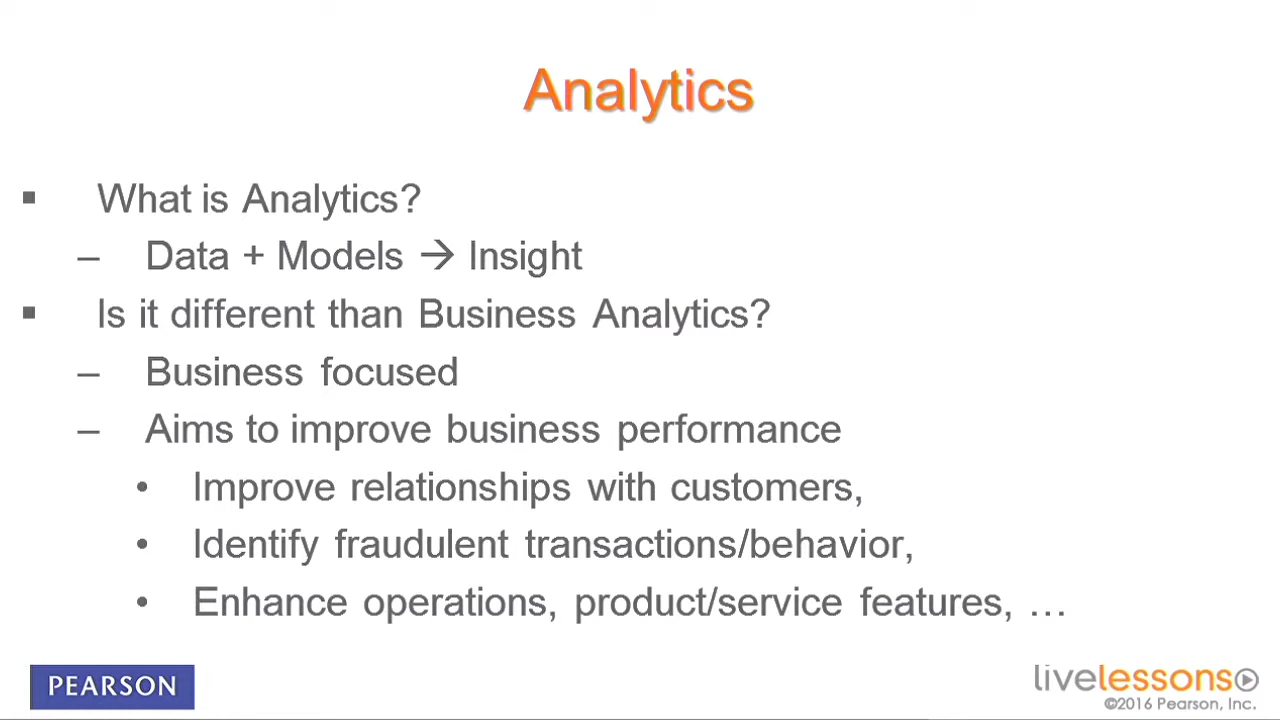 Analytics
▪ What is Analytics?
– Data + Models → Insight
▪ Is it different than Business Analytics?
– Business focused
– Aims to improve business performance
• Improve relationships with customers,
• Identify fraudulent transactions/behavior,
• Enhance operations, product/service features, …
PEARSON
livelessons
©2016 Pearson, Inc.